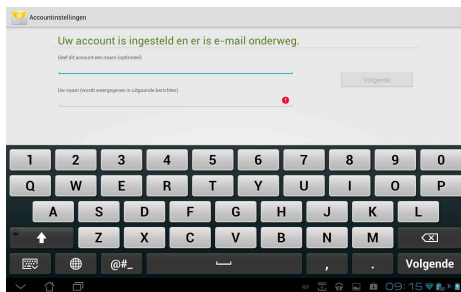 Accountinstellingen
Uw account is ingesteld en er is e-mail onderweg.
Geef dit account een naam (optioneel)
Volgende
Uw naam (wordt weergegeven in uitgaande berichten)
1 2 3 4 5 6 7 8 9 0
Q W E R T Y U I O P
A S D F G H J K L
Z X C V B N M
@#_ , . Volgende
09:15